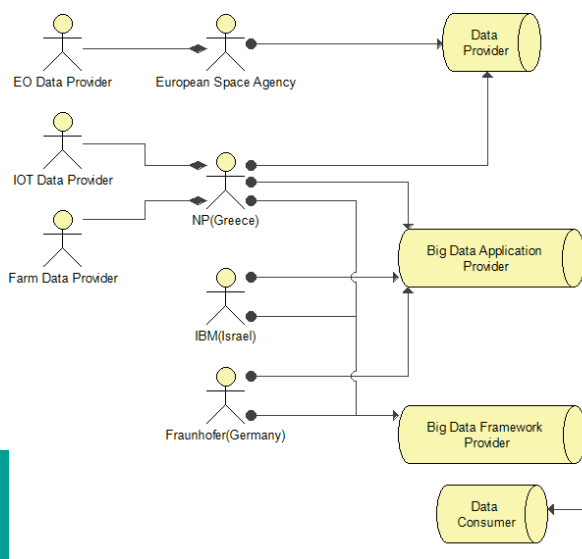 EO Data Provider
European Space Agency
Data
Provider
IOT Data Provider
NP(Greece)
Farm Data Provider
Big Data Application
Provider
IBM(Israel)
Fraunhofer(Germany)
Big Data Framework
Provider
Data
Consumer